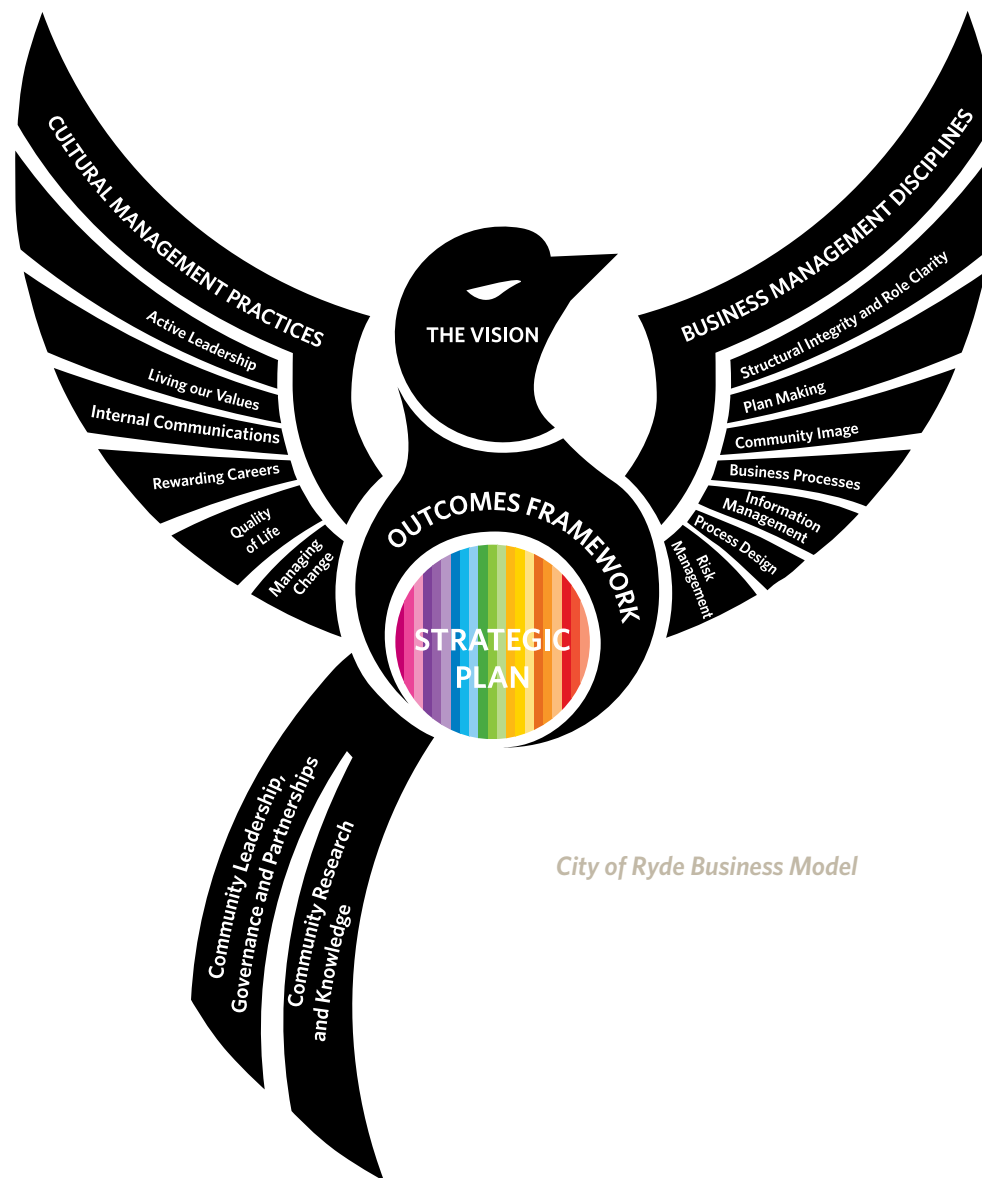 CULTURAL MANAGEMENT PRACTICES
Active Leadership
Living our Values
Internal Communications
Rewarding Careers
Quality
of Life
Managing
Change
THE VISION
BUSINESS MANAGEMENT DISCIPLINES
Structural Integrity and Role Clarity
Plan Making
Community Image
Business Processes
Information
Management
Process Design
Risk
Management
OUTCOMES FRAMEWORK
STRATEGIC
PLAN
Community Leadership,
Governance and Partnerships
Community Research
and Knowledge
City of Ryde Business Model